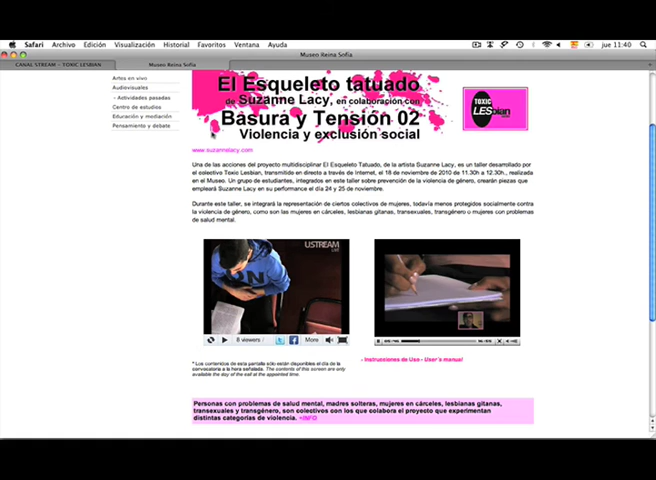 Safari Archivo Edición Visualización Historial Favoritos Ventana Ayuda jue 11:40
Museo Reina Sofía
CANAL STREAM – TOXIC LESBIAN Museo Reina Sofía
Artes en vivo
Audiovisuales
- Actividades pasadas
Centro de estudios
Educación y mediación
Pensamiento y debate
El Esqueleto tatuado
de Suzanne Lacy, en colaboración con
Basura y Tensión 02
Violencia y exclusión social
TOXIC
LESbian
www.suzannelacy.com
Una de las acciones del proyecto multidisciplinar El Esqueleto Tatuado, de la artista Suzanne Lacy, es un taller desarrollado por
el colectivo Toxic Lesbian, transmitido en directo a través de Internet, el 18 de noviembre de 2010 de 11.30h a 12.30h., realizada
en el Museo. Un grupo de estudiantes, integrados en este taller sobre prevención de la violencia de género, crearán piezas que
empleará Suzanne Lacy en su performance el día 24 y 25 de noviembre.
Durante este taller, se integrará la representación de ciertos colectivos de mujeres, todavía menos protegidos socialmente contra
la violencia de género, como son las mujeres en cárceles, lesbianas gitanas, transexuales, transgénero o mujeres con problemas
de salud mental.
USTREAM
8 viewers
More
* Los contenidos de esta pantalla sólo están disponibles el día de la
convocatoria a la hora señalada. The contents of this screen are only
available the day of the call at the appointed time.
- Instrucciones de Uso - User´s manual
Personas con problemas de salud mental, madres solteras, mujeres en cárceles, lesbianas gitanas,
transexuales y transgénero, son colectivos con los que colabora el proyecto que experimentan
distintas categorías de violencia. +INFO